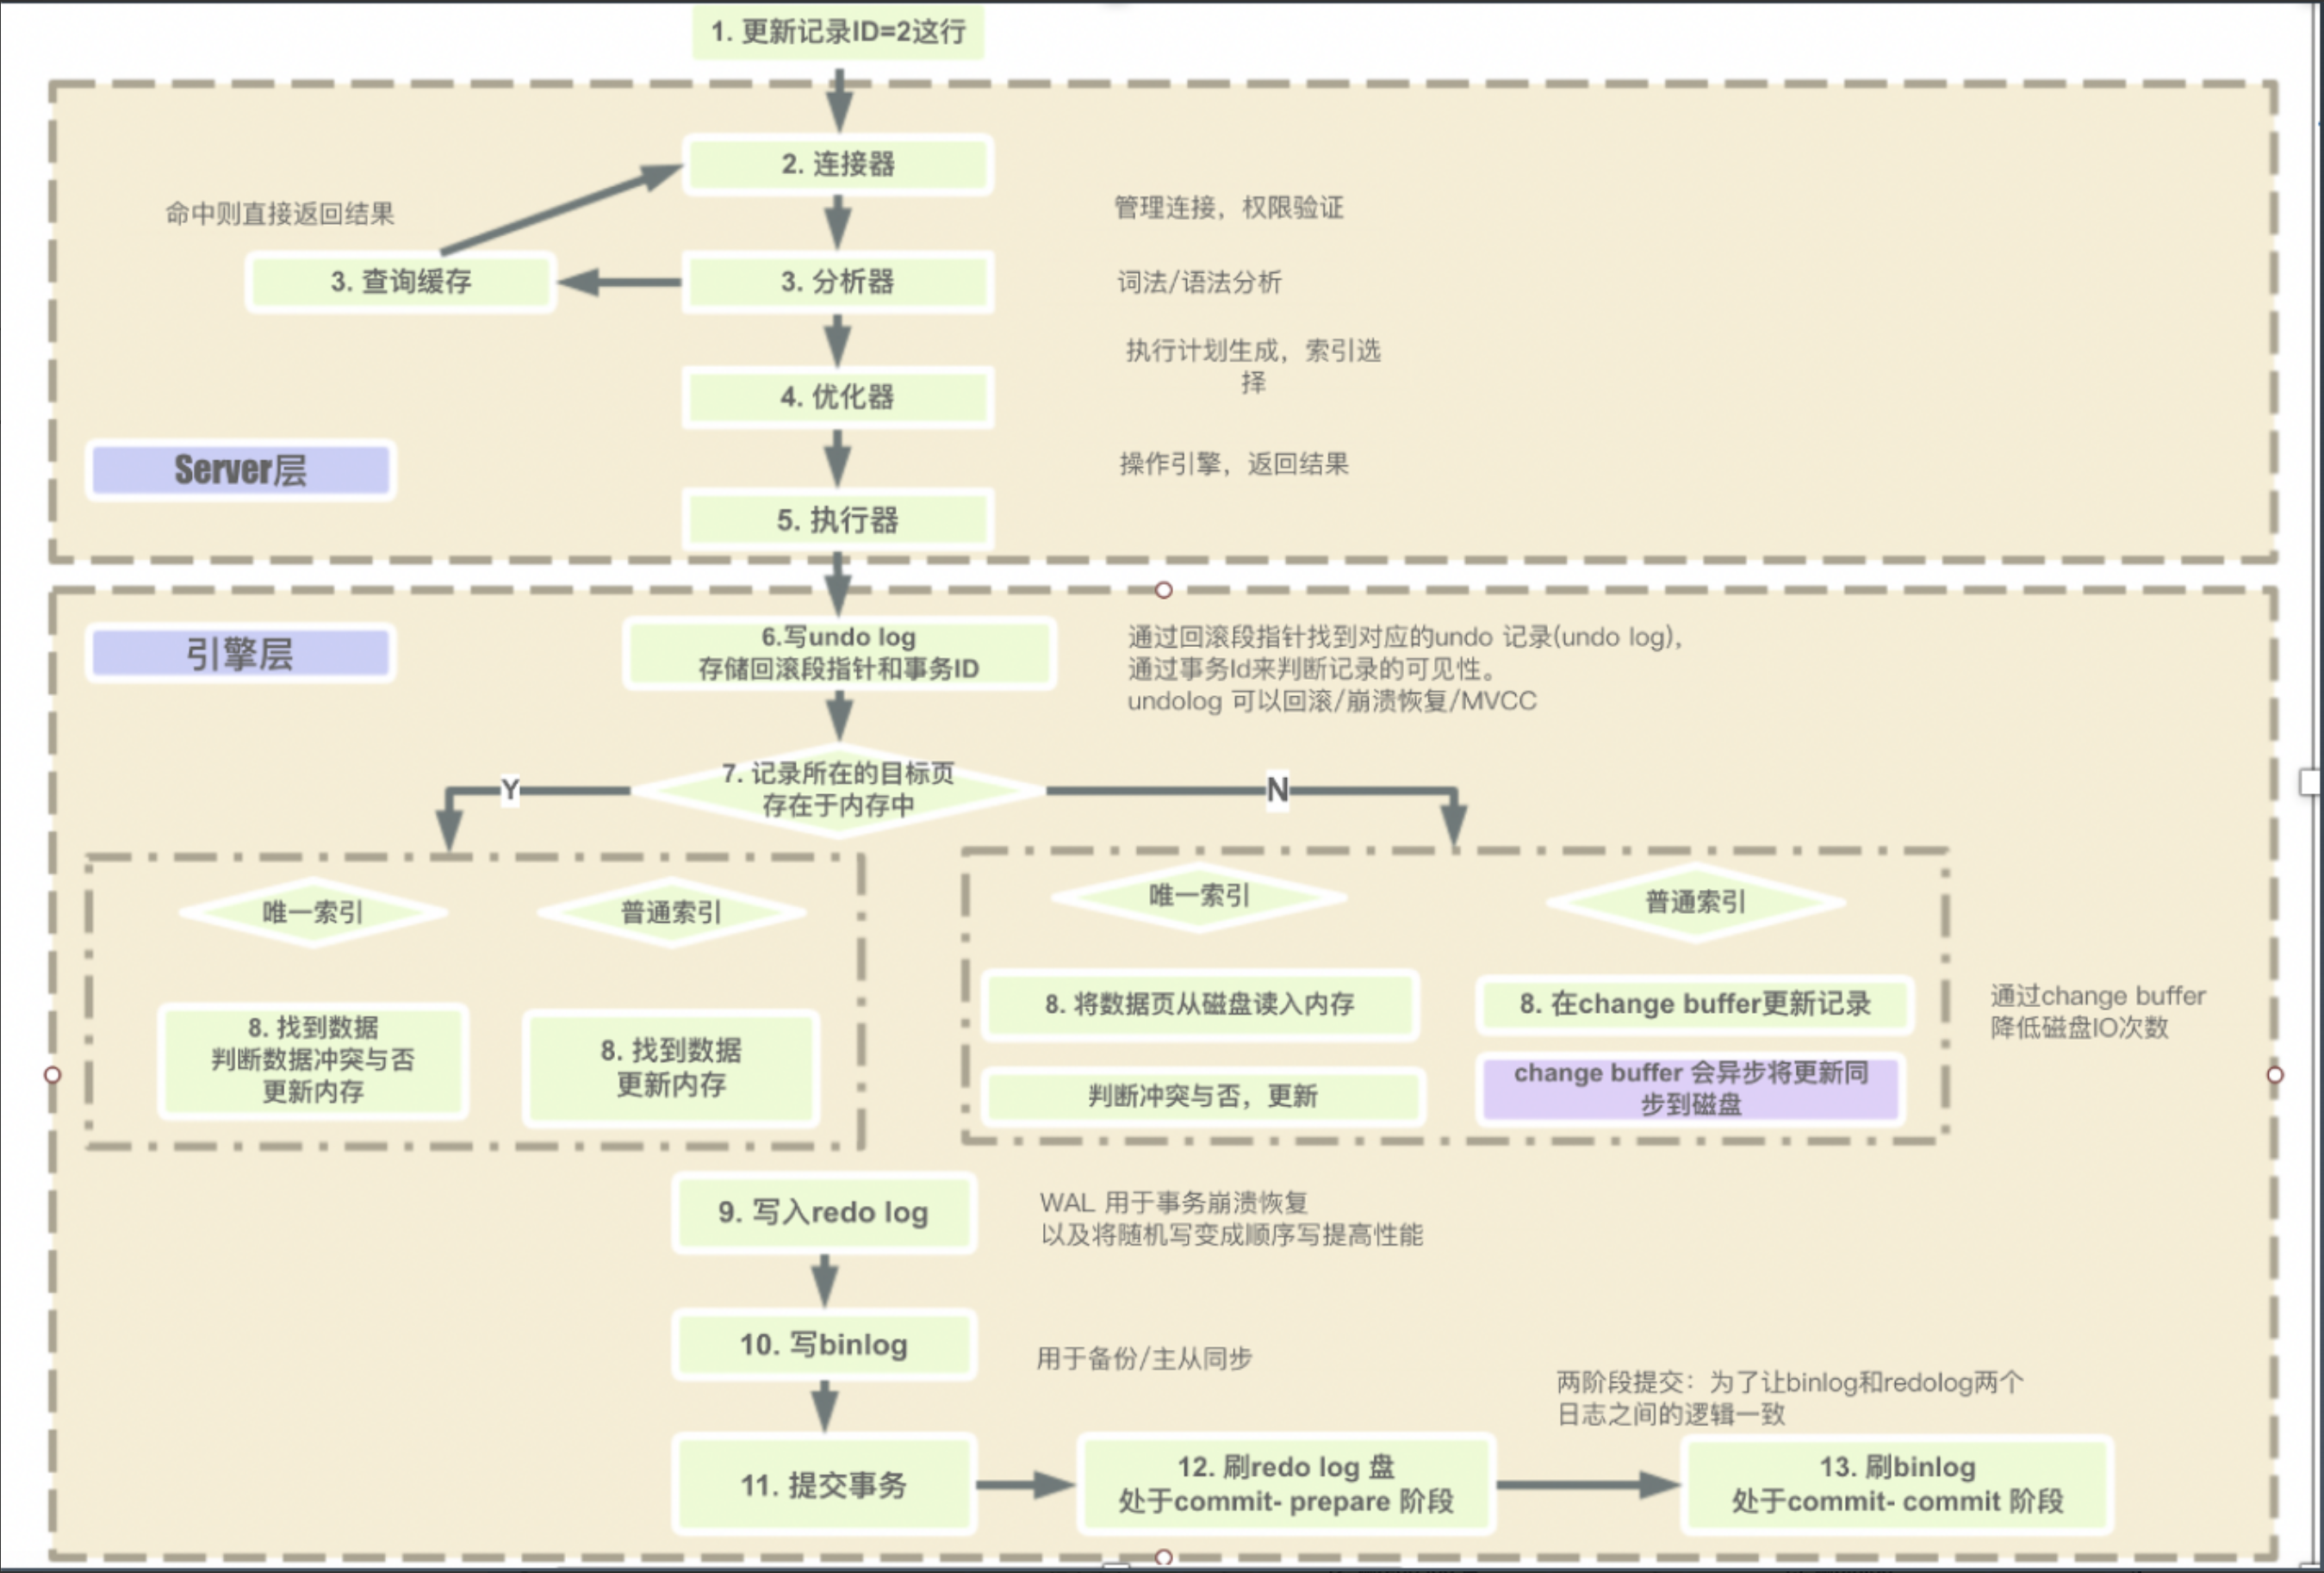 1. 更新记录ID=2这行
2. 连接器
命中则直接返回结果
管理连接，权限验证
3. 查询缓存
3. 分析器
词法/语法分析
执行计划生成，索引选
择
4. 优化器
Server层
操作引擎，返回结果
5. 执行器
引擎层
6.写undo log
存储回滚段指针和事务ID
通过回滚段指针找到对应的undo 记录(undo log),
通过事务Id来判断记录的可见性。
undolog 可以回滚/崩溃恢复/MVCC
7. 记录所在的目标页
存在于内存中
Y
N
唯一索引
普通索引
8. 找到数据
判断数据冲突与否
更新内存
8. 找到数据
更新内存
唯一索引
普通索引
8. 将数据页从磁盘读入内存
判断冲突与否，更新
8. 在change buffer更新记录
change buffer 会异步将更新同
步到磁盘
通过change buffer
降低磁盘IO次数
9. 写入redo log
WAL 用于事务崩溃恢复
以及将随机写变成顺序写提高性能
10. 写binlog
用于备份/主从同步
两阶段提交：为了让binlog和redolog两个
日志之间的逻辑一致
11. 提交事务
12. 刷redo log 盘
处于commit- prepare 阶段
13. 刷binlog
处于commit- commit 阶段